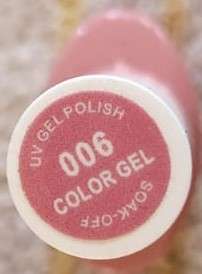 UV GEL POLISH
006
COLOR GEL
SOAK-OFF